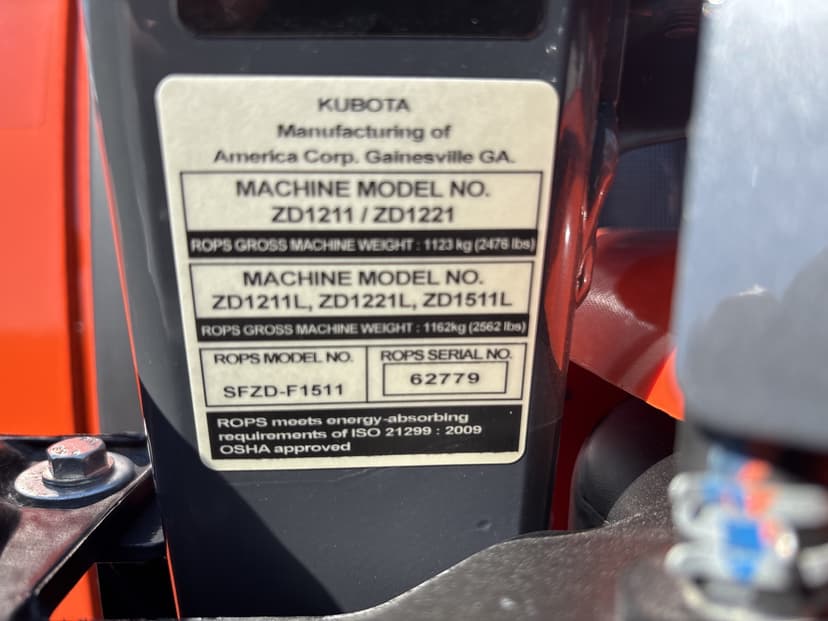 KUBOTA
Manufacturing of
America Corp. Gainesville GA.
MACHINE MODEL NO.
ZD1211 / ZD1221
ROPS GROSS MACHINE WEIGHT : 1123 kg (2476 lbs)
MACHINE MODEL NO.
ZD1211L, ZD1221L, ZD1511L
ROPS GROSS MACHINE WEIGHT : 1162kg (2562 lbs)
ROPS MODEL NO.
SFZD-F1511
ROPS SERIAL NO.
62779
ROPS meets energy-absorbing
requirements of ISO 21299 : 2009
OSHA approved